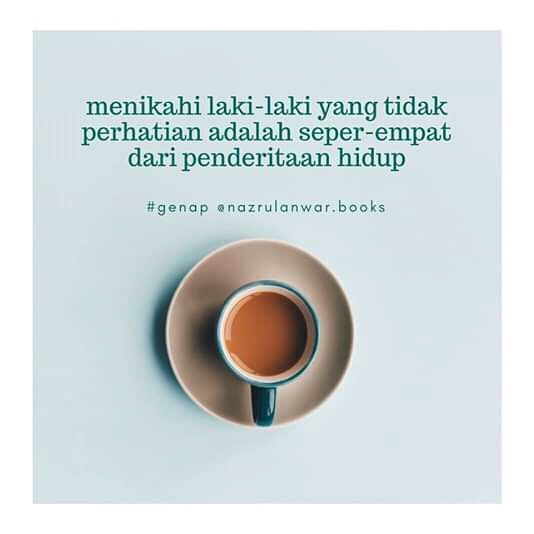 menikahi laki-laki yang tidak
perhatian adalah seper-empat
dari penderitaan hidup
#genap @nazrulanwar.books